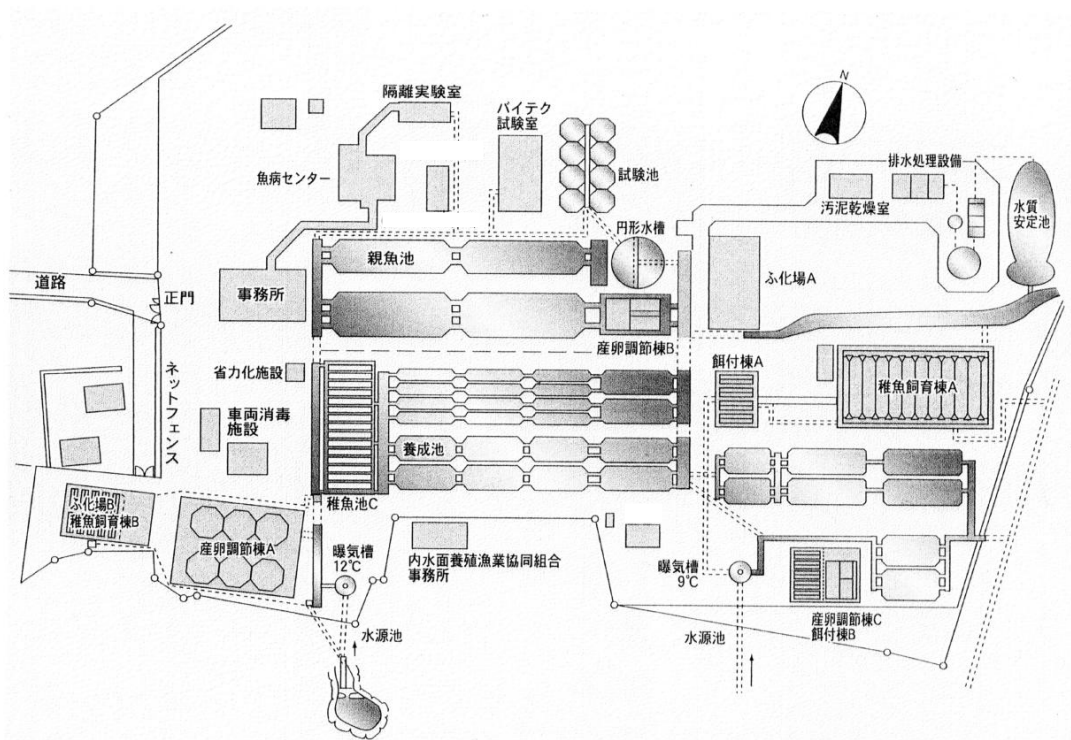 N
隔離実験室
バイテク
試験室
魚病センター
試験池
排水処理設備
汚泥乾燥室
水質
安定池
円形水槽
親魚池
ふ化場A
道路
正門
事務所
産卵調節棟B
餌付棟A
省力化施設
稚魚飼育棟A
ネットフェンス
車両消毒
施設
養成池
稚魚池C
ふ化場B
稚魚飼育棟B
産卵調節棟A
曝気槽
12℃
内水面養殖漁業協同組合
事務所
曝気槽
9℃
産卵調節棟C
餌付棟B
水源池
水源池